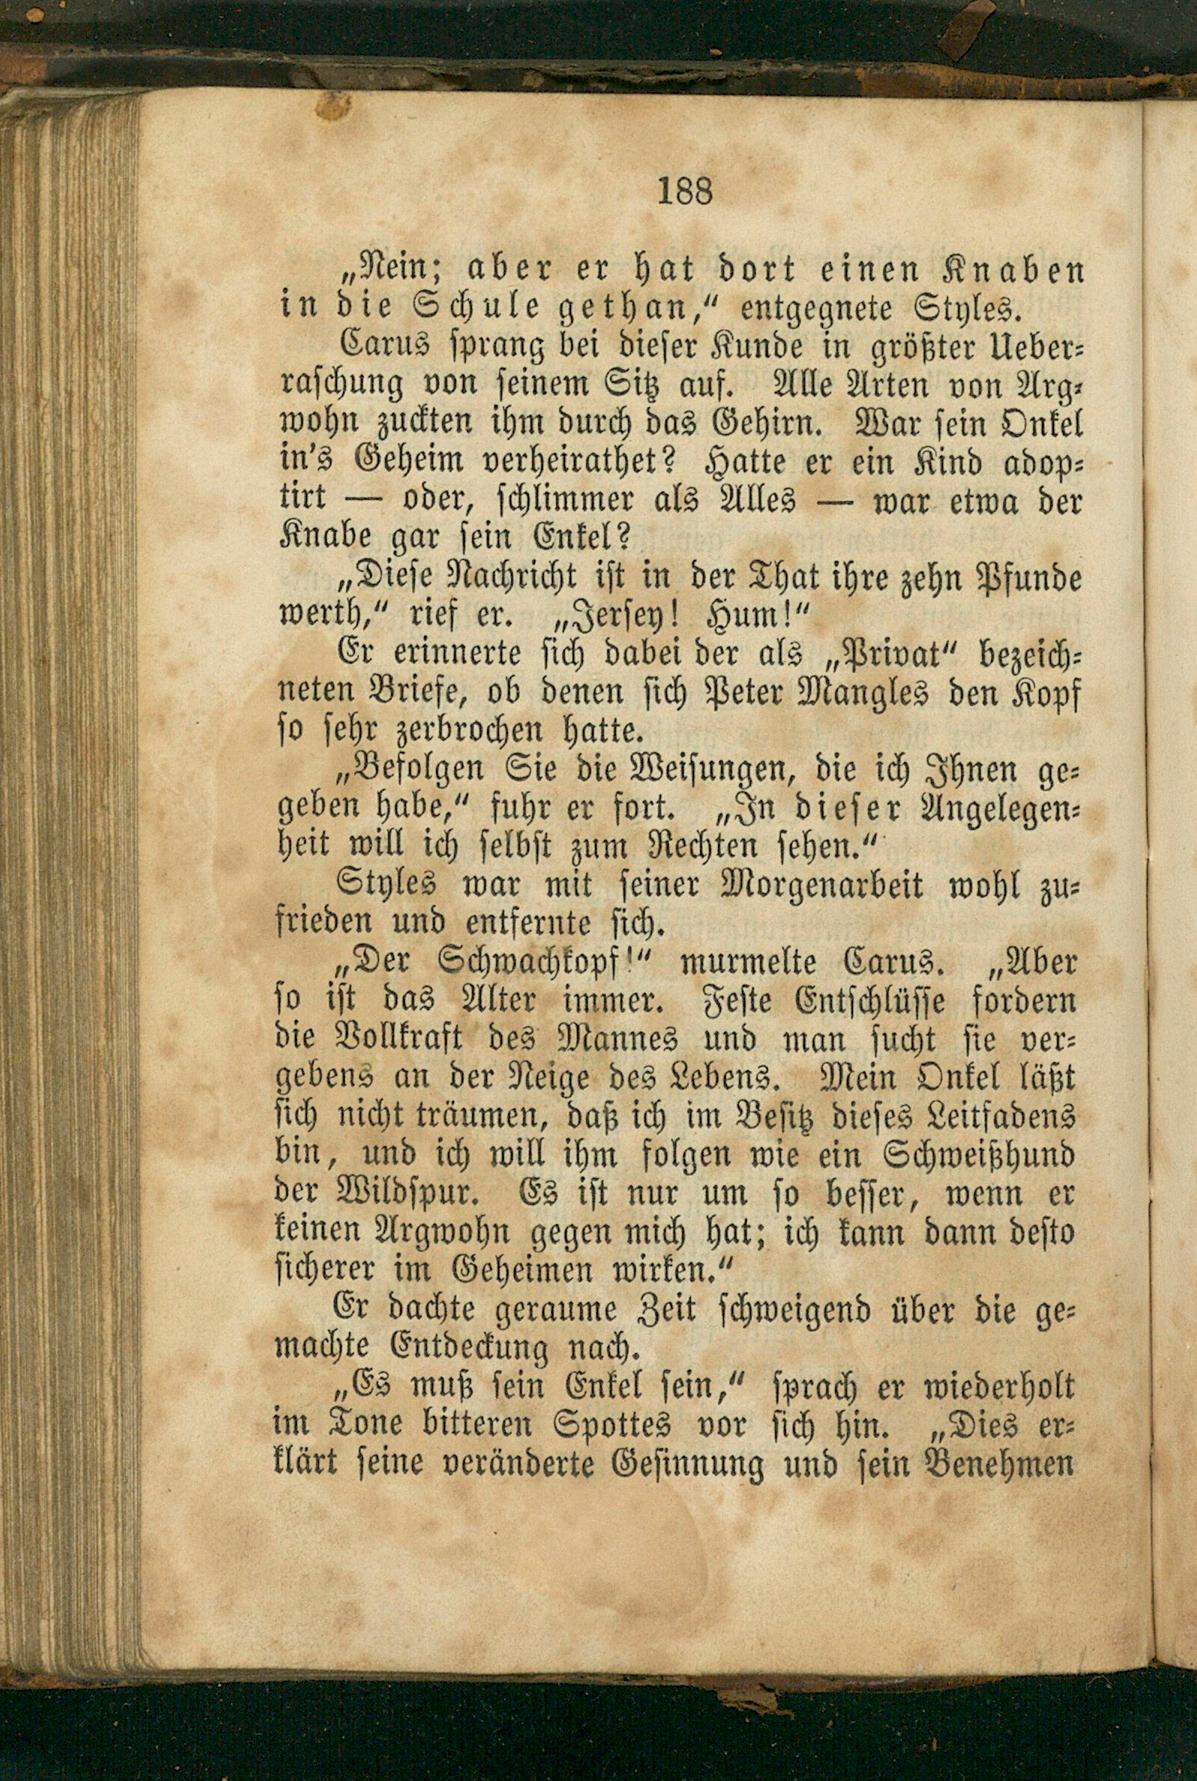 188
„Nein; aber er hat dort einen Knaben
in die Schule gethan,“ entgegnete Styles.
Carus sprang bei dieser Kunde in größter Ueber-
raschung von seinem Sitz auf. Alle Arten von Arg-
wohn zuckten ihm durch das Gehirn. War sein Onkel
in's Geheim verheirathet? Hatte er ein Kind adop-
tirt — oder, schlimmer als Alles — war etwa der
Knabe gar sein Enkel?
„Diese Nachricht ist in der That ihre zehn Pfunde
werth,“ rief er. „Jersey! Hum!“
Er erinnerte sich dabei der als „Privat“ bezeich-
neten Briefe, ob denen sich Peter Mangles den Kopf
so sehr zerbrochen hatte.
„Befolgen Sie die Weisungen, die ich Ihnen ge-
geben habe,“ fuhr er fort. „In dieser Angelegen-
heit will ich selbst zum Rechten sehen.“
Styles war mit seiner Morgenarbeit wohl zu-
frieden und entfernte sich.
„Der Schwachkopf!“ murmelte Carus. „Aber
so ist das Alter immer. Feste Entschlüsse fordern
die Vollkraft des Mannes und man sucht sie ver-
gebens an der Neige des Lebens. Mein Onkel läßt
sich nicht träumen, daß ich im Besitz dieses Leitfadens
bin, und ich will ihm folgen wie ein Schweißhund
der Wildspur. Es ist nur um so besser, wenn er
keinen Argwohn gegen mich hat; ich kann dann desto
sicherer im Geheimen wirken.“
Er dachte geraume Zeit schweigend über die ge-
machte Entdeckung nach.
„Es muß sein Enkel sein,“ sprach er wiederholt
im Tone bitteren Spottes vor sich hin. „Dies er-
klärt seine veränderte Gesinnung und sein Benehmen